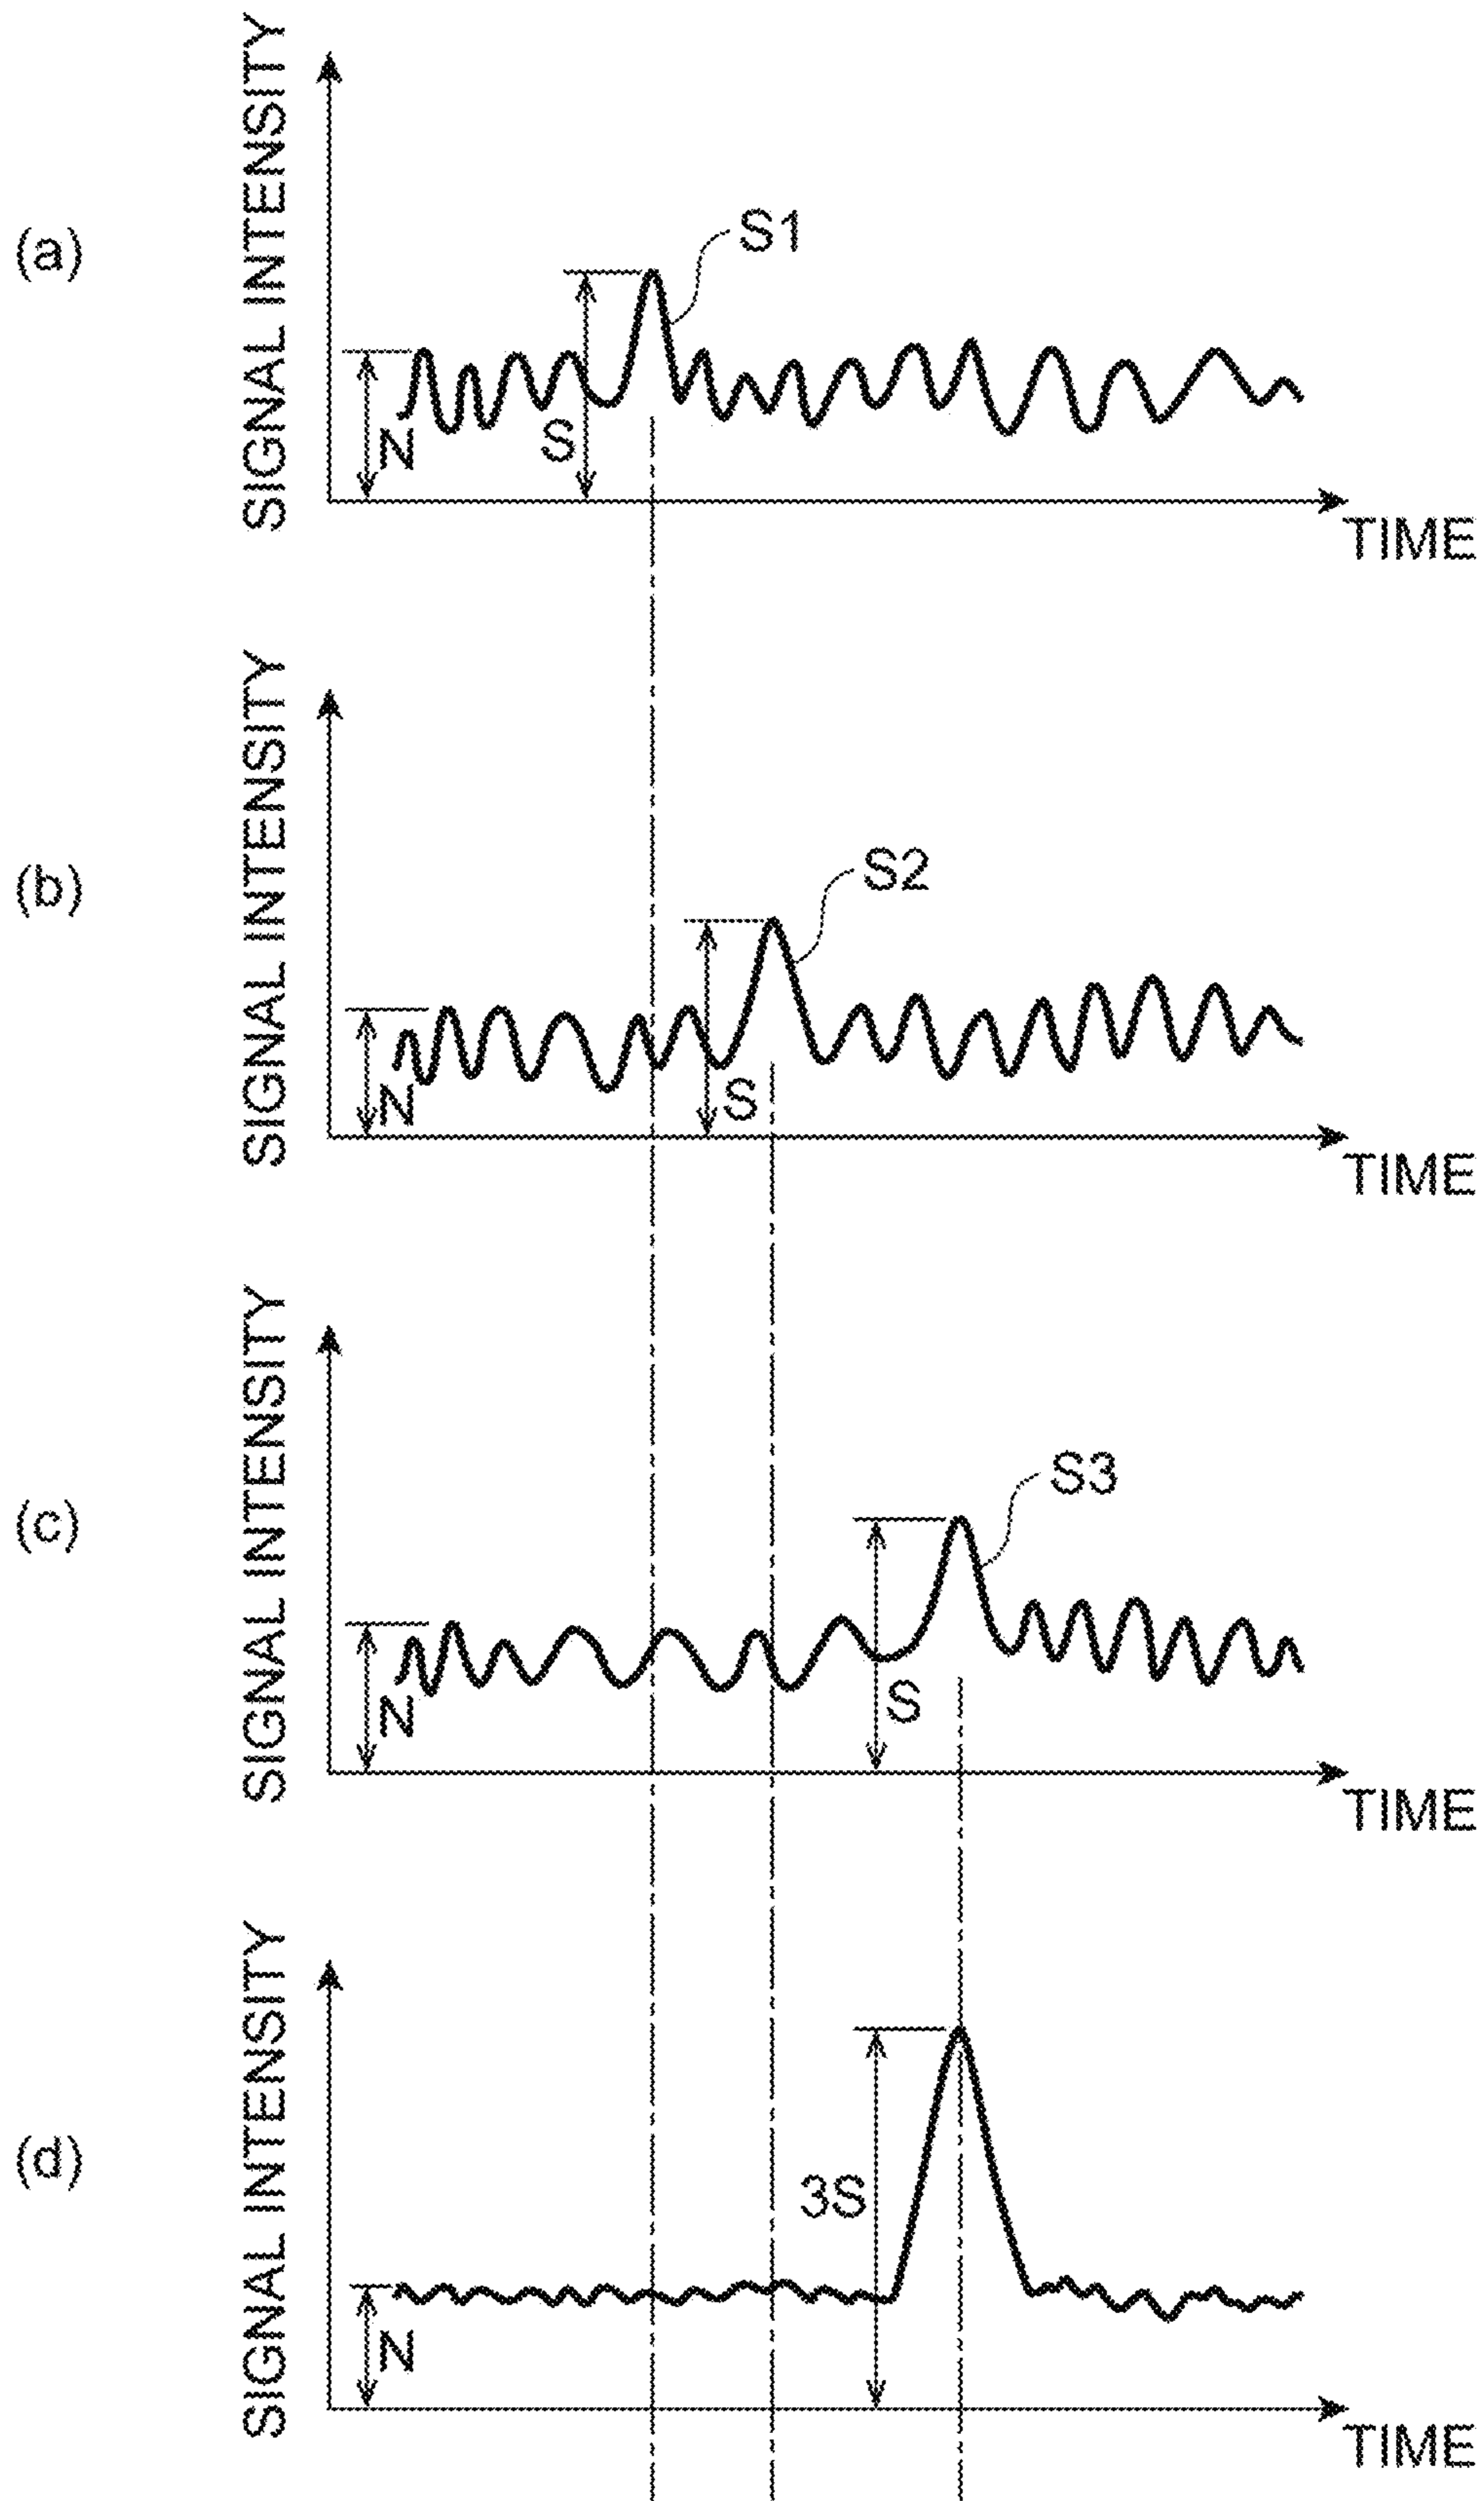 (a)
SIGNAL INTENSITY
S1
N
S
TIME
(b)
SIGNAL INTENSITY
S2
N
S
TIME
(c)
SIGNAL INTENSITY
S3
N
S
TIME
(d)
SIGNAL INTENSITY
3S
N
TIME